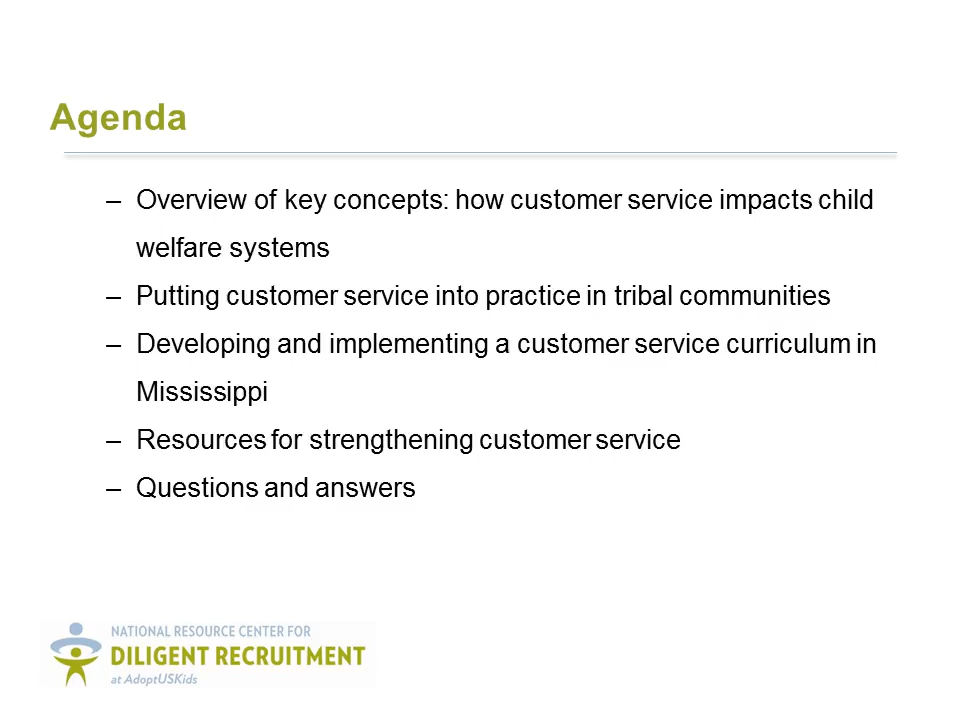 Agenda
– Overview of key concepts: how customer service impacts child
welfare systems
– Putting customer service into practice in tribal communities
– Developing and implementing a customer service curriculum in
Mississippi
– Resources for strengthening customer service
– Questions and answers
NATIONAL RESOURCE CENTER FOR
DILIGENT RECRUITMENT
at AdoptUSKids